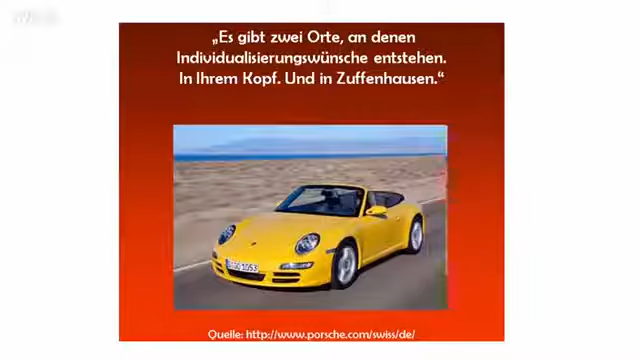 „Es gibt zwei Orte, an denen
Individualisierungswünsche entstehen.
In Ihrem Kopf. Und in Zuffenhausen.“
Quelle: http://www.porsche.com/swiss/de/